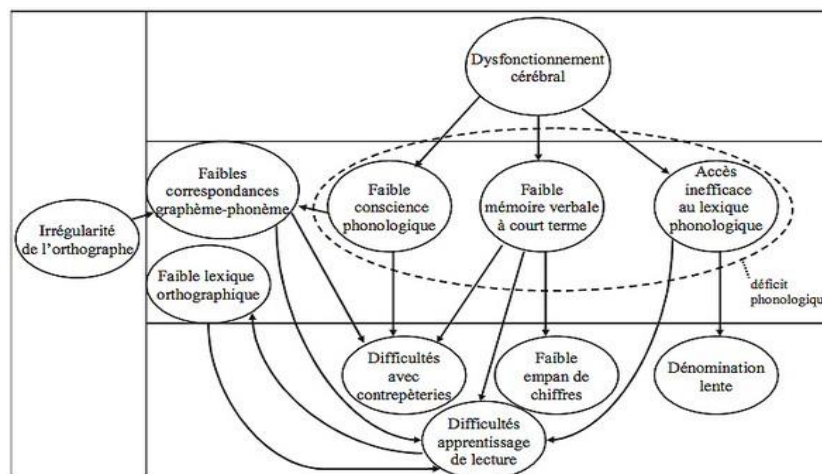 Dysfonctionnement
cérébral
Faibles
correspondances
graphème-phonème
Faible
conscience
phonologique
Faible
mémoire verbale
à court terme
Accès
inefficace
au lexique
phonologique
Irrégularité
de l'orthographe
Faible lexique
orthographique
déficit
phonologique
Difficultés
avec
contrepèteries
Faible
empan de
chiffres
Dénomination
lente
Difficultés
apprentissage
de lecture